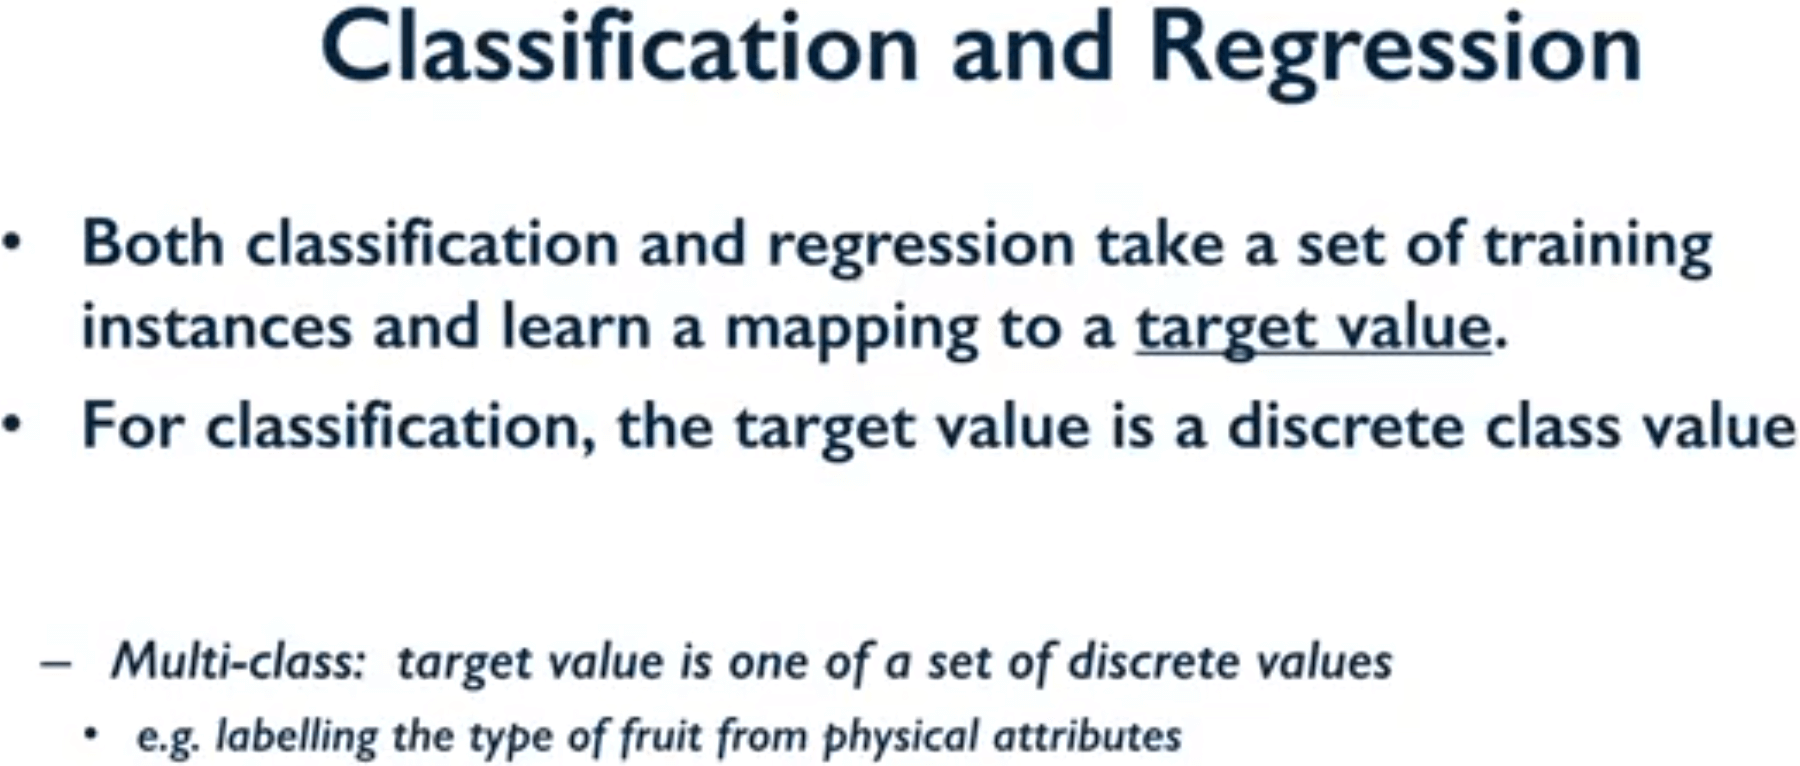 Classification and Regression
• Both classification and regression take a set of training
instances and learn a mapping to a target value.
• For classification, the target value is a discrete class value
– Multi-class: target value is one of a set of discrete values
• e.g. labelling the type of fruit from physical attributes